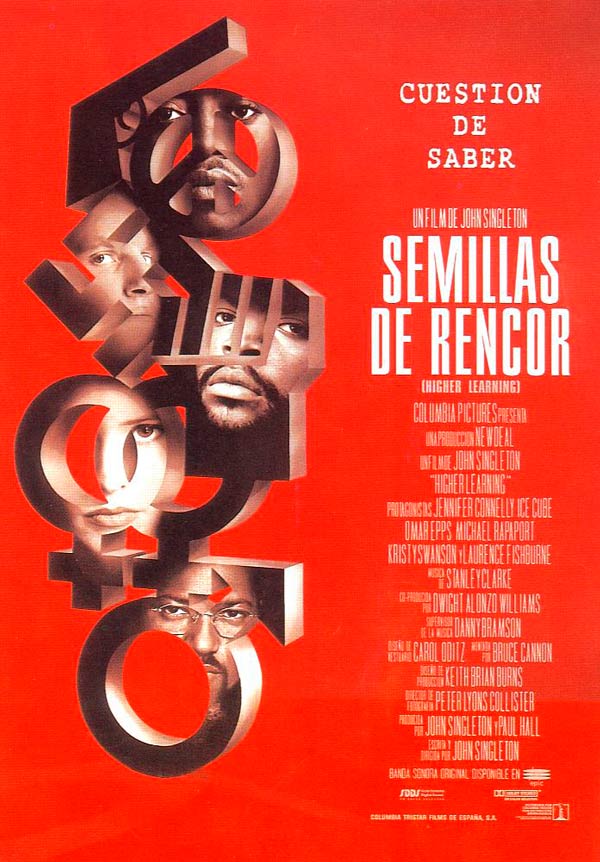 CUESTION
DE
SABER
UN FILM DE JOHN SINGLETON
SEMILLAS
DE RENCOR
(HIGHER LEARNING)
COLUMBIA PICTURES PRESENTA
UNA PRODUCCION NEW DEAL
UN FILM DE JOHN SINGLETON
"HIGHER LEARNING"
PROTAGONISTAS JENNIFER CONNELLY ICE CUBE
OMAR EPPS MICHAEL RAPAPORT
KRISTY SWANSON Y LAURENCE FISHBURNE
MUSICA DE STANLEY CLARKE
CO-PRODUCIDA POR DWIGHT ALONZO WILLIAMS
SUPERVISOR DE LA MUSICA DANNY BRAMSON
DISEÑO DE VESTUARIO CAROL ODITZ MONTADA POR BRUCE CANNON
DISEÑO DE PRODUCCION KEITH BRIAN BURNS
DIRECTOR DE FOTOGRAFIA PETER LYONS COLLISTER
PRODUCIDA POR JOHN SINGLETON Y PAUL HALL
ESCRITA Y DIRIGIDA POR JOHN SINGLETON
BANDA SONORA ORIGINAL DISPONIBLE EN epic
SDDS DOLBY STEREO
COLUMBIA TRISTAR FILMS DE ESPAÑA, S.A.